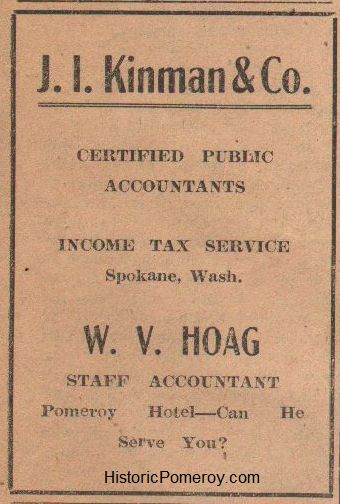 J. I. Kinman & Co.
CERTIFIED PUBLIC
ACCOUNTANTS
INCOME TAX SERVICE
Spokane, Wash.
W. V. HOAG
STAFF ACCOUNTANT
Pomeroy Hotel—Can He
Serve You?
HistoricPomeroy.com